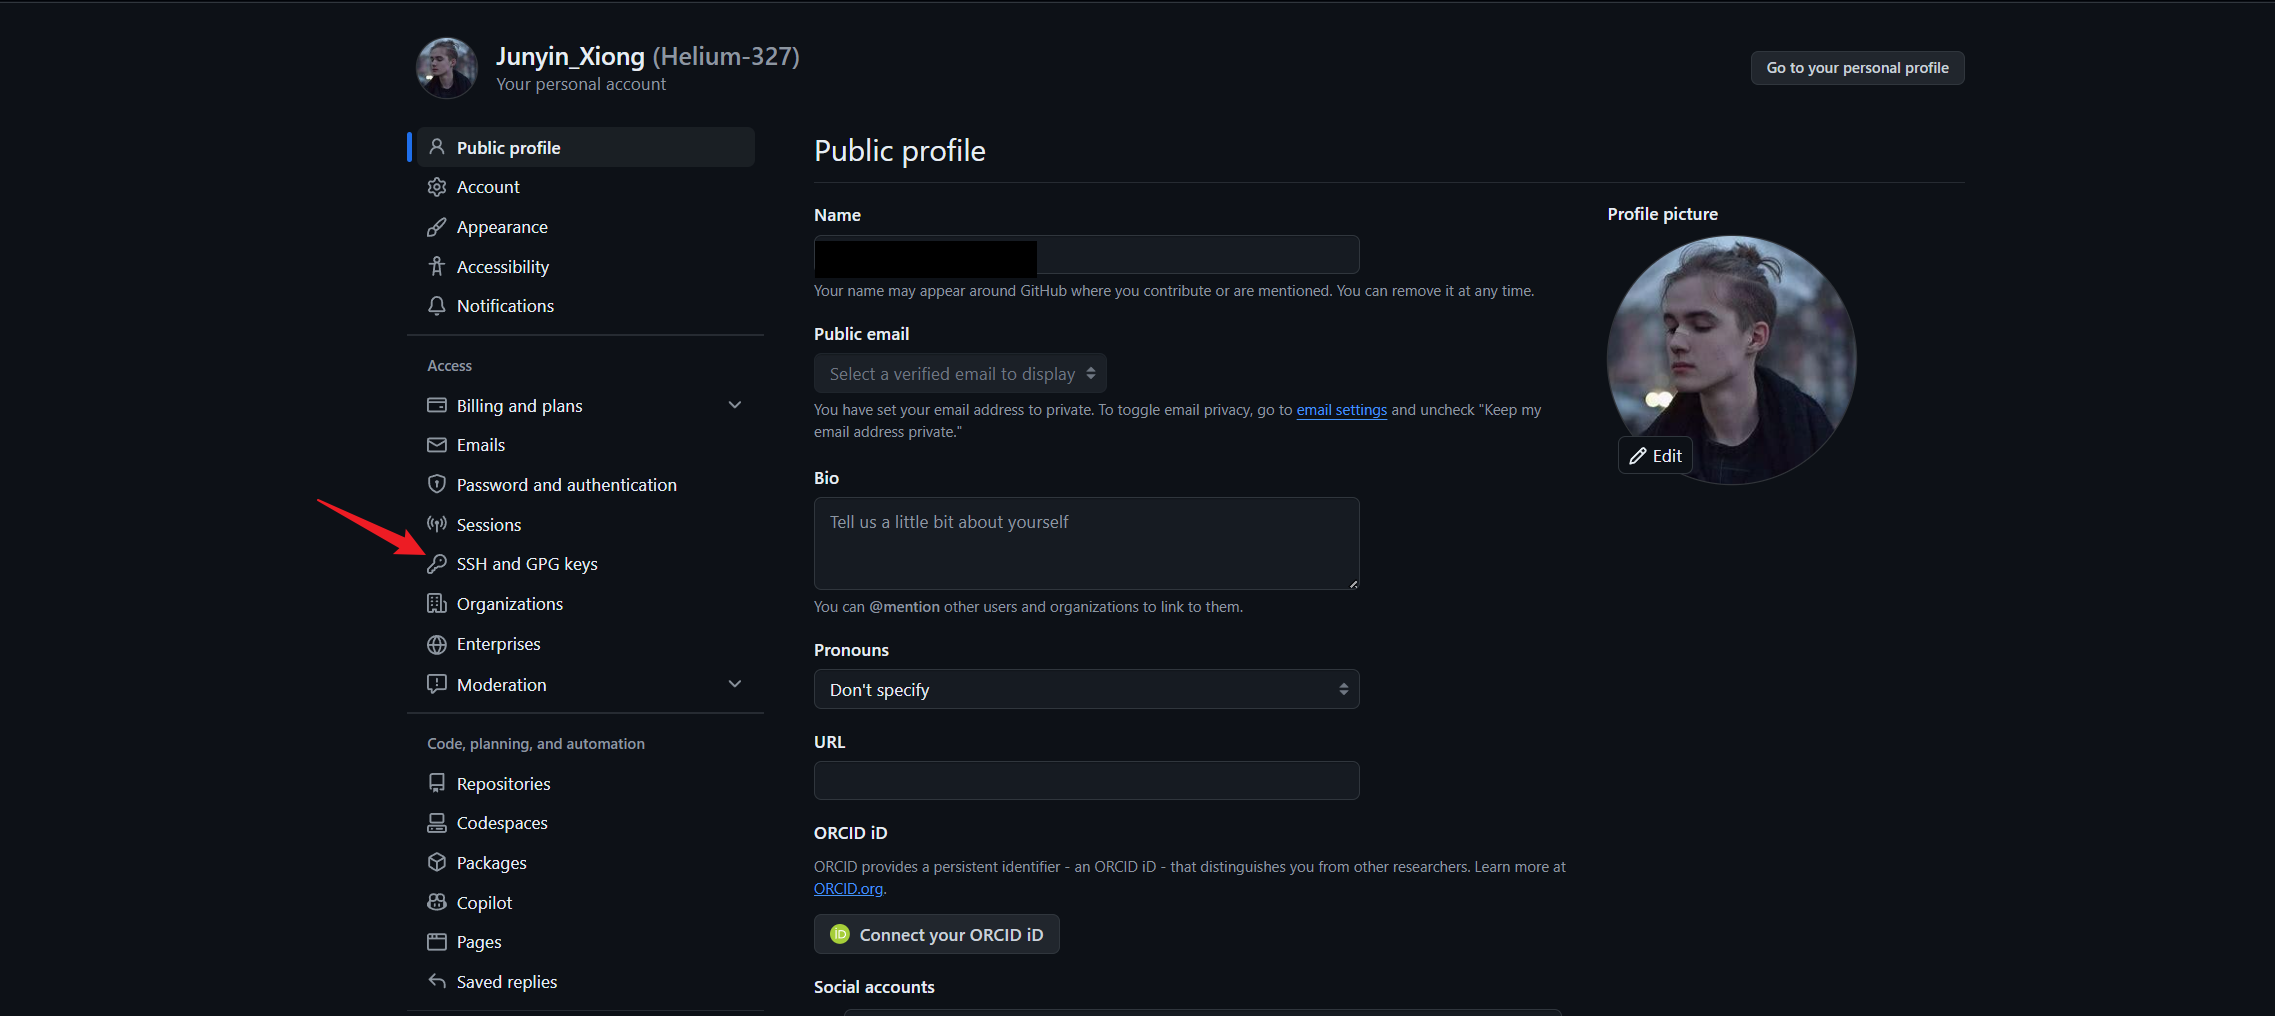 Junyin_Xiong (Helium-327)
Your personal account
Go to your personal profile
Public profile
Account
Appearance
Accessibility
Notifications
Access
Billing and plans
Emails
Password and authentication
Sessions
SSH and GPG keys
Organizations
Enterprises
Moderation
Code, planning, and automation
Repositories
Codespaces
Packages
Copilot
Pages
Saved replies
Public profile
Name
Your name may appear around GitHub where you contribute or are mentioned. You can remove it at any time.
Public email
Select a verified email to display
You have set your email address to private. To toggle email privacy, go to email settings and uncheck "Keep my
email address private."
Bio
Tell us a little bit about yourself
You can @mention other users and organizations to link to them.
Pronouns
Don't specify
URL
ORCID iD
ORCID provides a persistent identifier - an ORCID iD - that distinguishes you from other researchers. Learn more at
ORCID.org.
iD Connect your ORCID iD
Social accounts
Profile picture
Edit